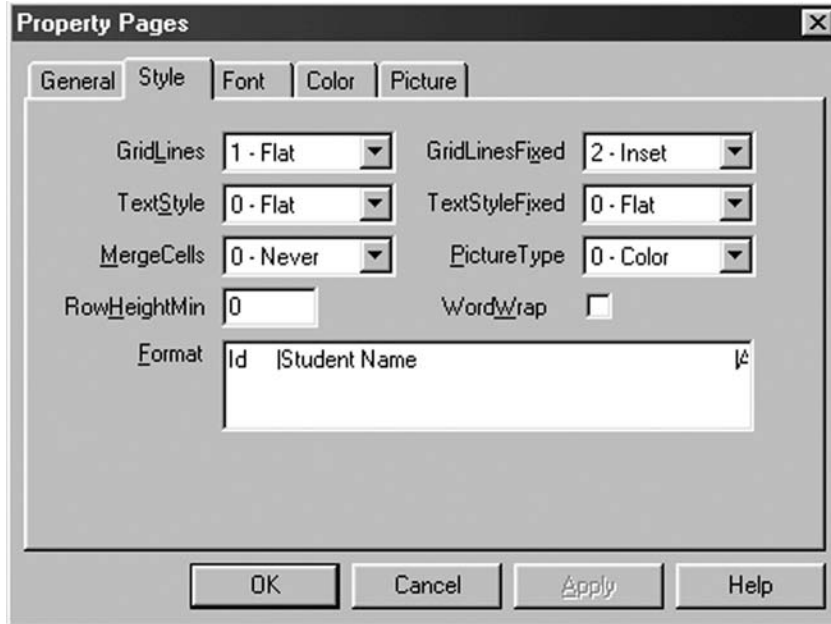 Property Pages
General Style Font Color Picture
GridLines 1 - Flat GridLinesFixed 2 - Inset
TextStyle 0 - Flat TextStyleFixed 0 - Flat
MergeCells 0 - Never PictureType 0 - Color
RowHeightMin 0 WordWrap
Format Id |Student Name |
OK Cancel Apply Help